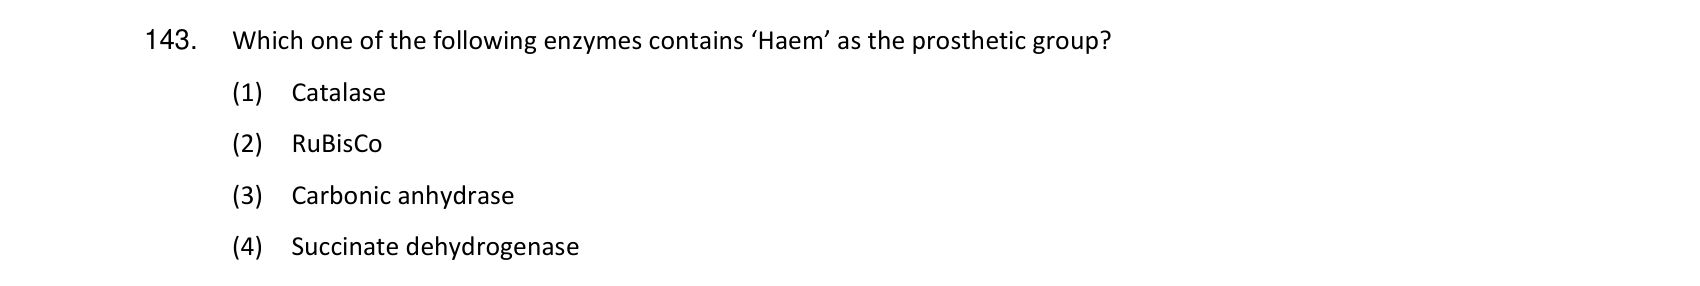 143. Which one of the following enzymes contains ‘Haem’ as the prosthetic group?
(1) Catalase
(2) RuBisCo
(3) Carbonic anhydrase
(4) Succinate dehydrogenase